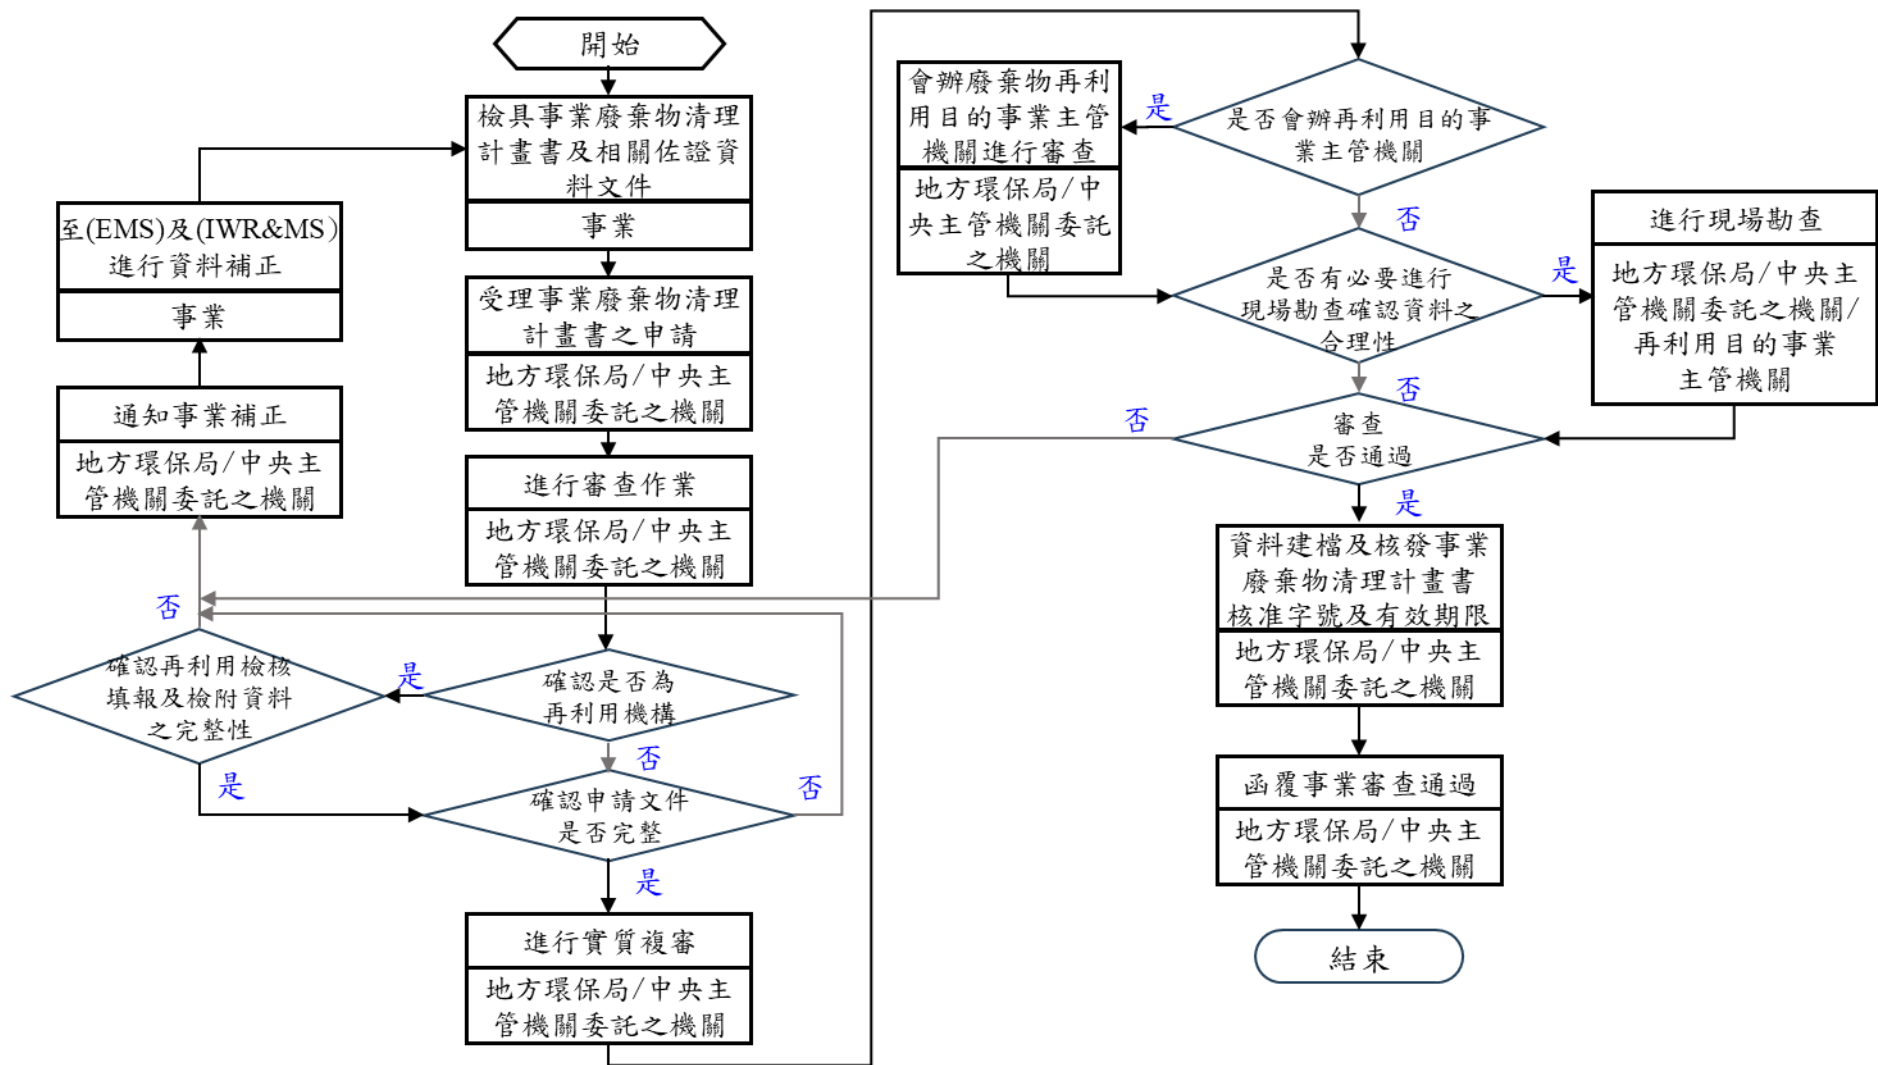 開始
檢具事業廢棄物清理
計畫書及相關佐證資
料文件
事業
受理事業廢棄物清理
計畫書之申請
地方環保局/中央主
管機關委託之機關
進行審查作業
地方環保局/中央主
管機關委託之機關
確認是否為
再利用機構
是
否
確認再利用檢核
填報及檢附資料
之完整性
否
是
確認申請文件
是否完整
否
是
通知事業補正
地方環保局/中央主
管機關委託之機關
至(EMS)及(IWR&MS)
進行資料補正
事業
進行實質複審
地方環保局/中央主
管機關委託之機關
是否會辦再利用目的事
業主管機關
是
否
會辦廢棄物再利
用目的事業主管
機關進行審查
地方環保局/中
央主管機關委託
之機關
是否有必要進行
現場勘查確認資料之
合理性
是
否
進行現場勘查
地方環保局/中央主
管機關委託之機關/
再利用目的事業
主管機關
審查
是否通過
否
是
資料建檔及核發事業
廢棄物清理計畫書
核准字號及有效期限
地方環保局/中央主
管機關委託之機關
函覆事業審查通過
地方環保局/中央主
管機關委託之機關
結束